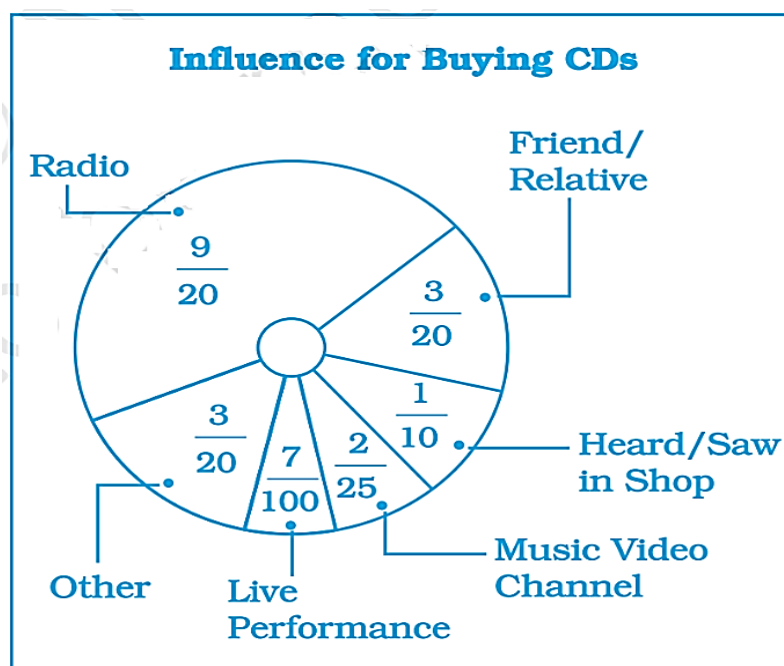 Influence for Buying CDs
Friend/
Relative
Radio
9/20
3/20
1/10
Heard/Saw
in Shop
2/25
Music Video
Channel
7/100
Live
Performance
3/20
Other